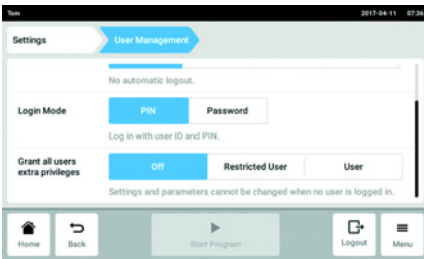 Tom 2017-04-11 07:36
Settings User Management
No automatic logout.
Login Mode PIN Password
Log in with user ID and PIN.
Grant all users
extra privileges Off Restricted User User
Settings and parameters cannot be changed when no user is logged in.
Home Back Start Program Logout Menu